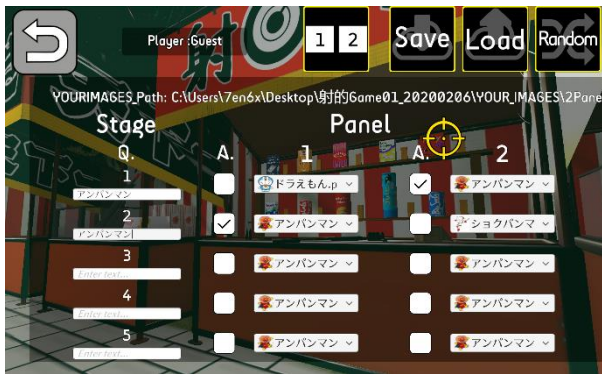 Player :Guest
1 2
Save Load Random
射
YOURIMAGES_Path: C:\Users\7en6x\Desktop\射的Game01_20200206\YOUR_IMAGES\2Pane
Stage Panel
Q. A. 1 A. 2
1 ドラえもん.p アンパンマン
アンパンマン
2 アンパンマン ショクパンマ
アンパンマン
3 アンパンマン アンパンマン
Enter text...
4 アンパンマン アンパンマン
Enter text...
5 アンパンマン アンパンマン
Enter text...